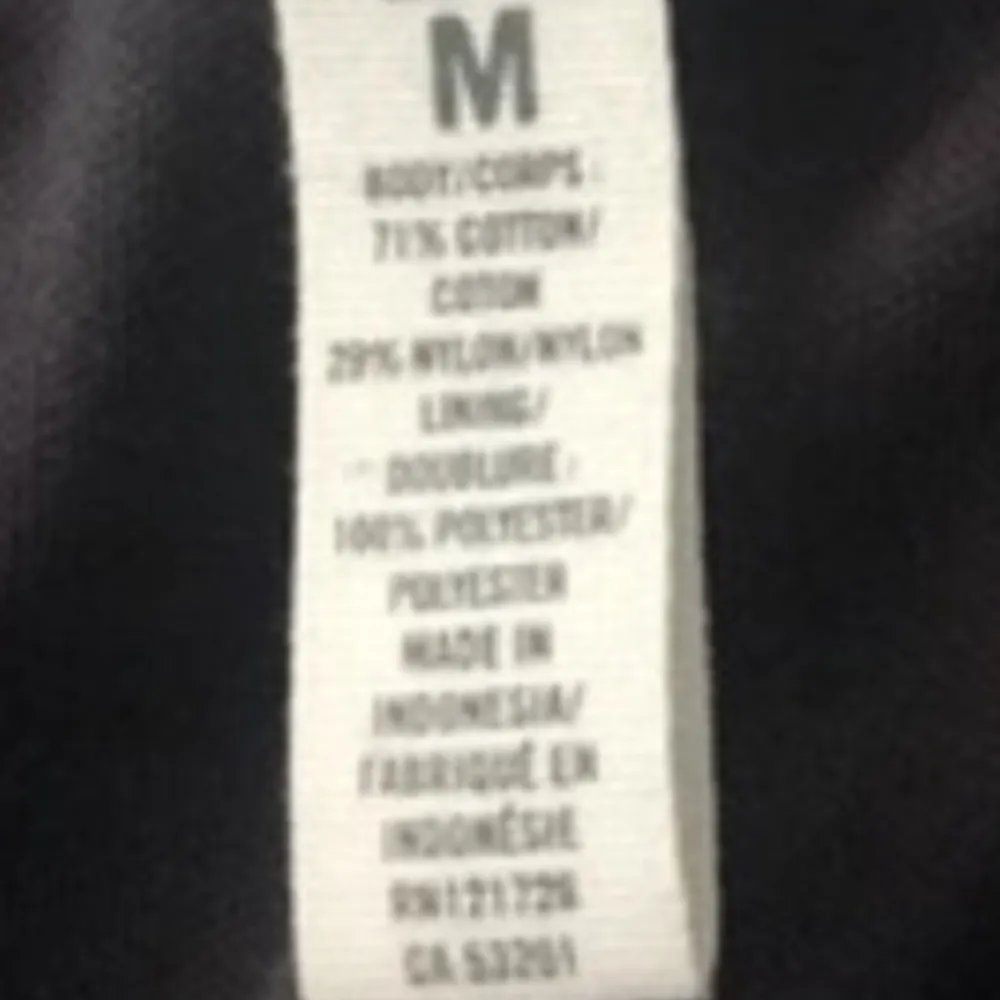 M
BODY/CORPS:
71% COTTON/
COTON
29% NYLON/NYLON
LINING/
DOUBLURE:
100% POLYESTER/
POLYESTER
MADE IN
INDONESIA/
FABRIQUÉ EN
INDONÉSIE
RN121726
CA 53201